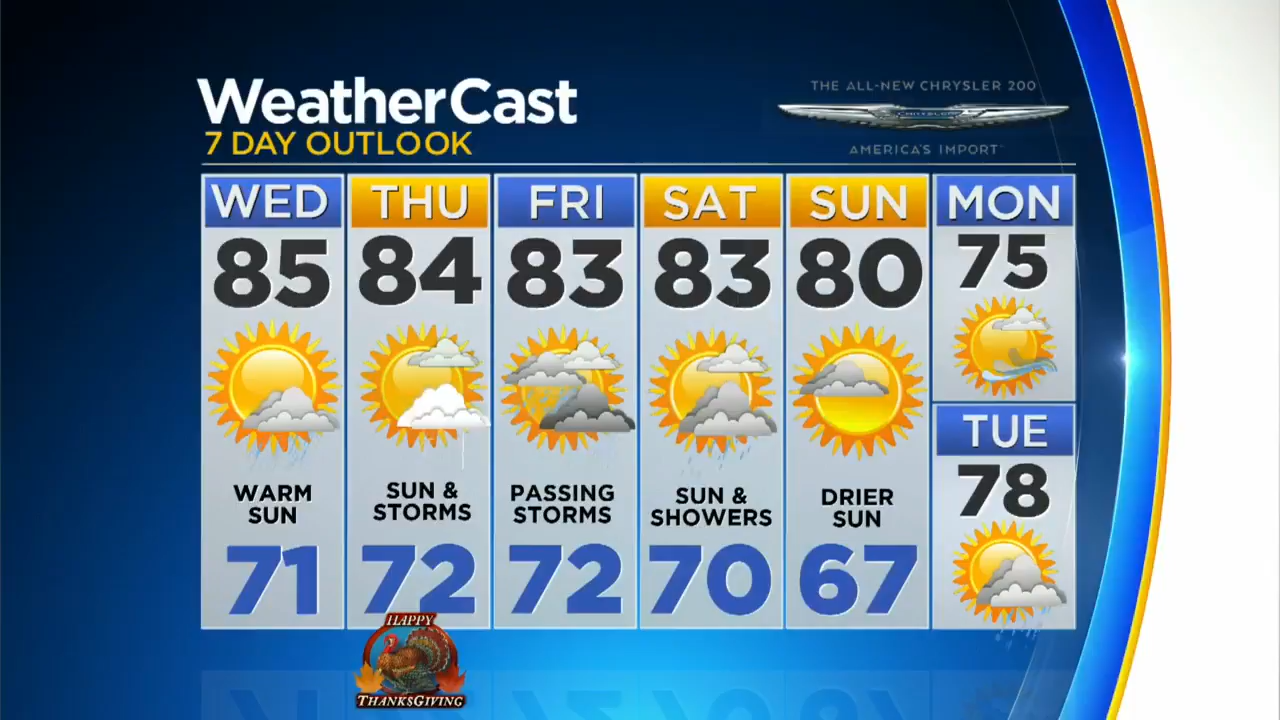 WeatherCast
7 DAY OUTLOOK
THE ALL-NEW CHRYSLER 200
CHRYSLER
AMERICA'S IMPORT™
WED
85
WARM
SUN
71
THU
84
SUN &
STORMS
72
FRI
83
PASSING
STORMS
72
SAT
83
SUN &
SHOWERS
70
SUN
80
DRIER
SUN
67
MON
75
TUE
78
HAPPY
THANKSGIVING